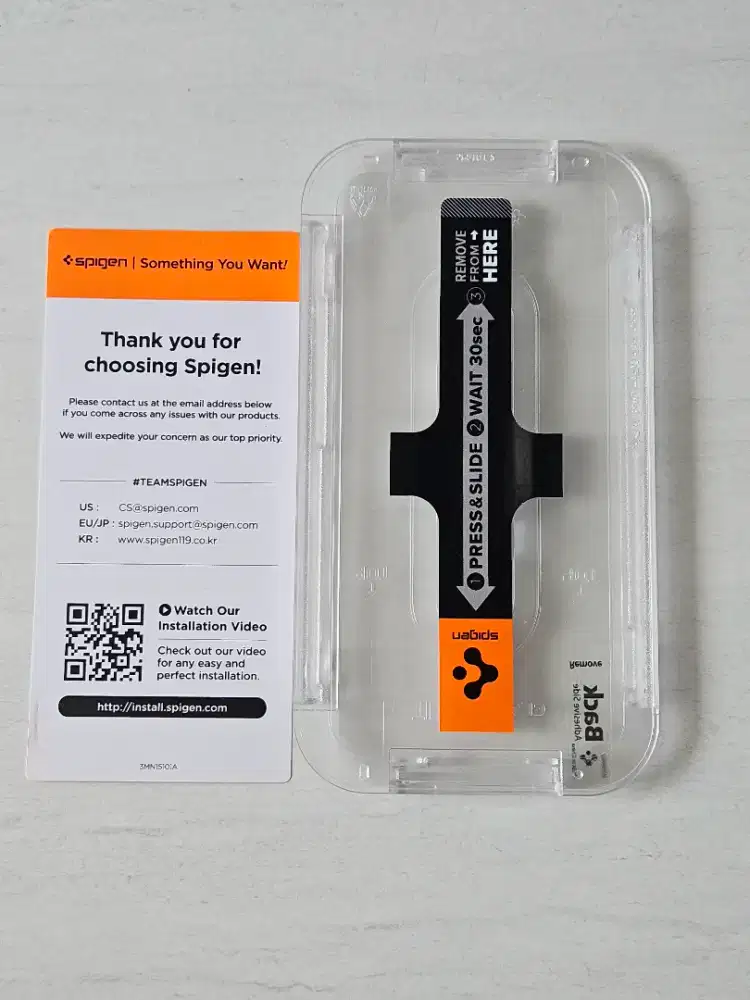 spigen | Something You Want!
Thank you for
choosing Spigen!
Please contact us at the email address below
if you come across any issues with our products.
We will expedite your concern as our top priority.
#TEAMSPIGEN
US : CS@spigen.com
EU/JP : spigen.support@spigen.com
KR : www.spigen119.co.kr
Watch Our
Installation Video
Check out our video
for any easy and
perfect installation.
http://install.spigen.com
REMOVE
FROM
HERE
① PRESS & SLIDE ② WAIT 30sec ③
spigen
Remove
Adhesive Side
Back